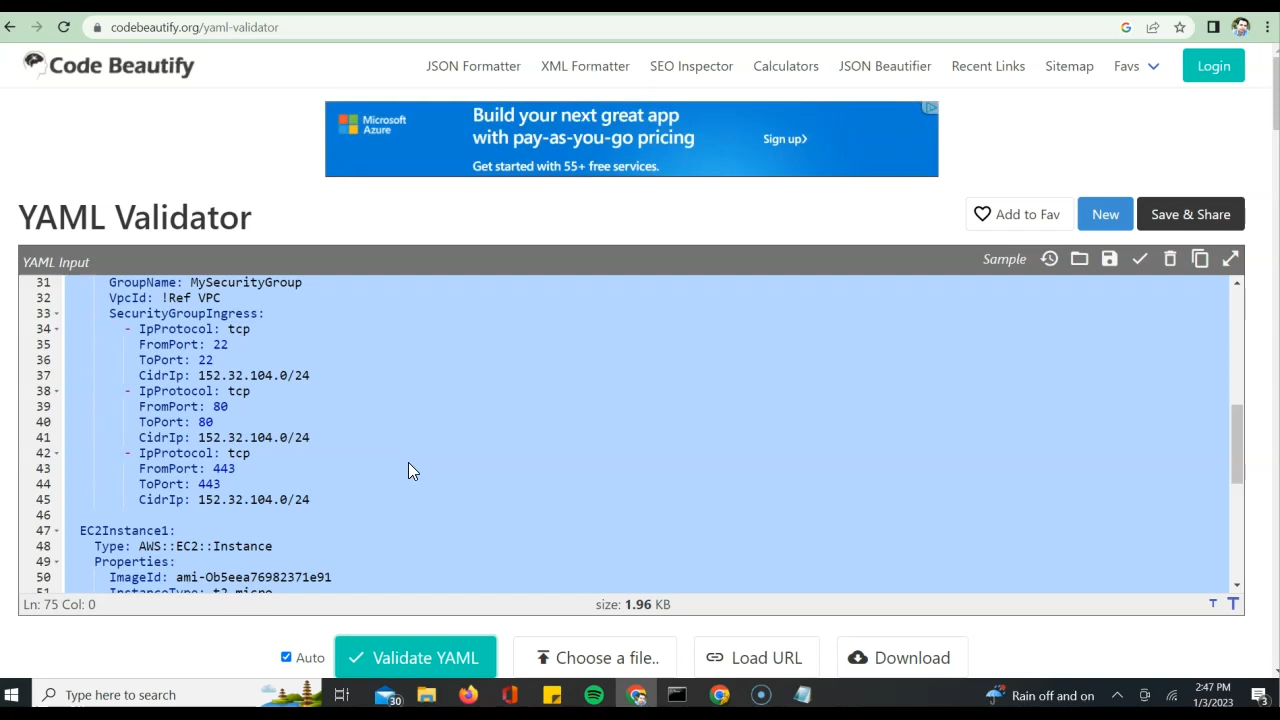 codebeautify.org/yaml-validator
Code Beautify
JSON Formatter XML Formatter SEO Inspector Calculators JSON Beautifier Recent Links Sitemap Favs Login
Microsoft Azure
Build your next great app
with pay-as-you-go pricing
Get started with 55+ free services.
Sign up>
YAML Validator
Add to Fav New Save & Share
YAML Input Sample
31 GroupName: MySecurityGroup
32 VpcId: !Ref VPC
33 SecurityGroupIngress:
34 - IpProtocol: tcp
35 FromPort: 22
36 ToPort: 22
37 CidrIp: 152.32.104.0/24
38 - IpProtocol: tcp
39 FromPort: 80
40 ToPort: 80
41 CidrIp: 152.32.104.0/24
42 - IpProtocol: tcp
43 FromPort: 443
44 ToPort: 443
45 CidrIp: 152.32.104.0/24
46
47 EC2Instance1:
48 Type: AWS::EC2::Instance
49 Properties:
50 ImageId: ami-0b5eea76982371e91
51 InstanceType: t2.micro
Ln: 75 Col: 0 size: 1.96 KB T T
Auto Validate YAML Choose a file.. Load URL Download
Type here to search 30 Rain off and on 2:47 PM
1/3/2023 3